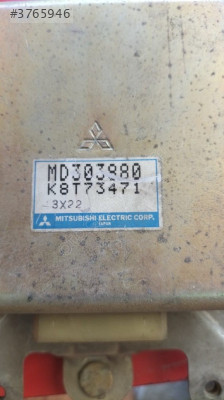 #3765946
MD303980
K8T73471
3X22
MITSUBISHI ELECTRIC CORP.
JAPAN